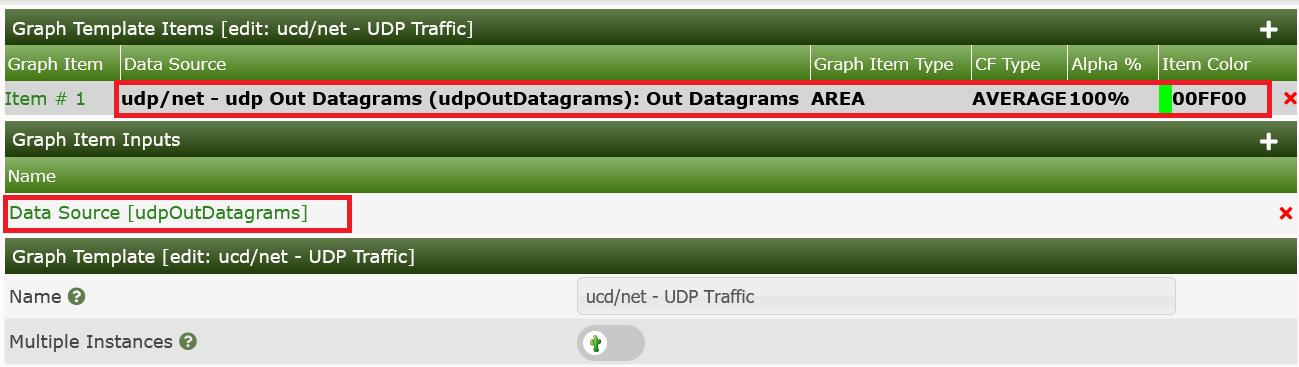 Graph Template Items [edit: ucd/net - UDP Traffic]
Graph Item Data Source Graph Item Type CF Type Alpha % Item Color
Item # 1 udp/net - udp Out Datagrams (udpOutDatagrams): Out Datagrams AREA AVERAGE 100% 00FF00
Graph Item Inputs
Name
Data Source [udpOutDatagrams]
Graph Template [edit: ucd/net - UDP Traffic]
Name ucd/net - UDP Traffic
Multiple Instances